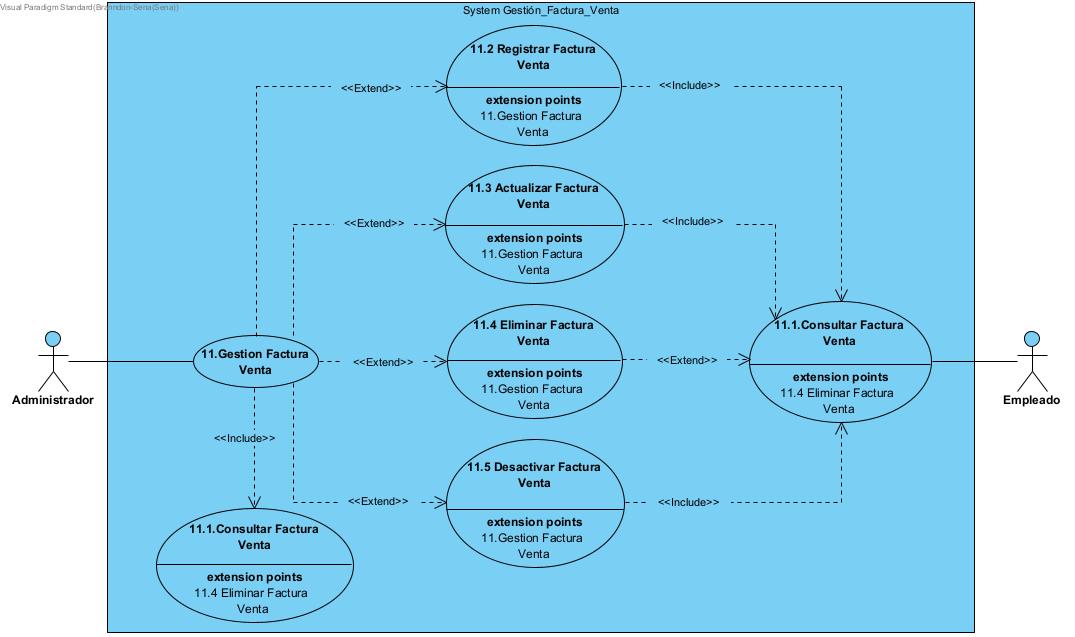 Visual Paradigm Standard(Brandon-Sena(Sena))
System Gestión_Factura_Venta
11.2 Registrar Factura
Venta
extension points
11.Gestion Factura
Venta
<<Extend>>
<<Include>>
11.3 Actualizar Factura
Venta
extension points
11.Gestion Factura
Venta
<<Extend>>
<<Include>>
11.4 Eliminar Factura
Venta
extension points
11.Gestion Factura
Venta
<<Extend>>
<<Extend>>
11.Gestion Factura
Venta
Administrador
11.1.Consultar Factura
Venta
extension points
11.4 Eliminar Factura
Venta
Empleado
<<Include>>
11.5 Desactivar Factura
Venta
extension points
11.Gestion Factura
Venta
<<Extend>>
<<Include>>
11.1.Consultar Factura
Venta
extension points
11.4 Eliminar Factura
Venta